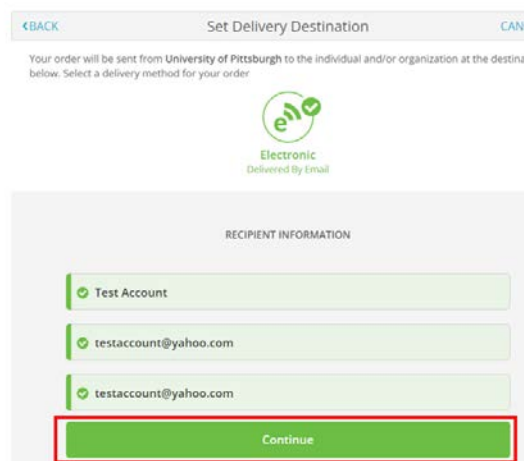 ‹BACK Set Delivery Destination CAN
Your order will be sent from University of Pittsburgh to the individual and/or organization at the destina
below. Select a delivery method for your order
e
Electronic
Delivered By Email
RECIPIENT INFORMATION
Test Account
testaccount@yahoo.com
testaccount@yahoo.com
Continue